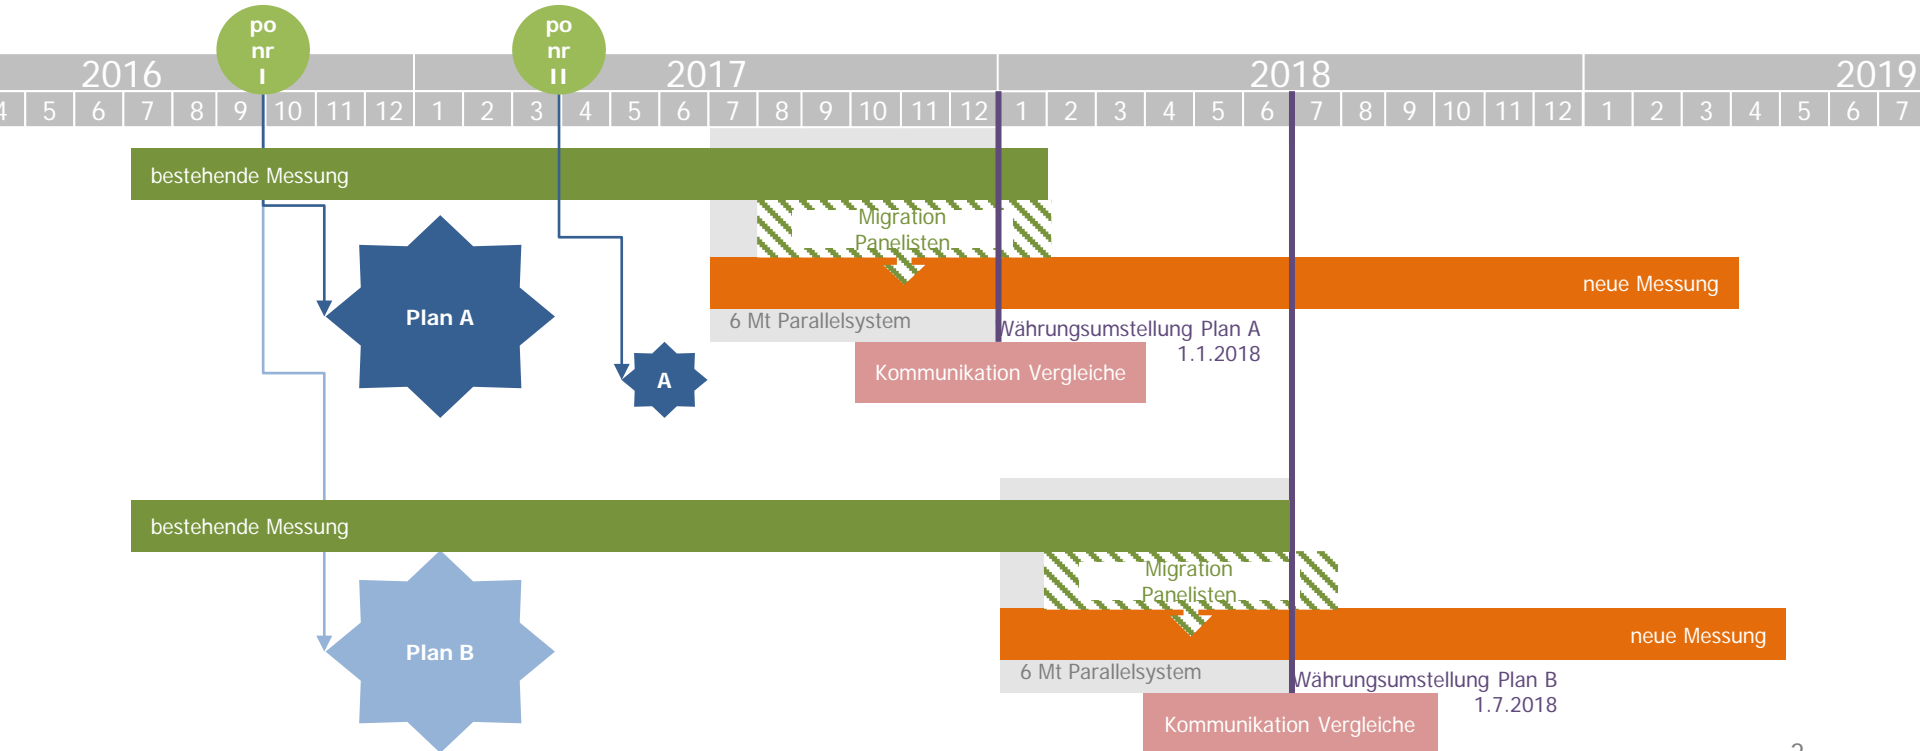 po
nr
I
po
nr
II
2016 2017 2018 2019
4 5 6 7 8 9 10 11 12 1 2 3 4 5 6 7 8 9 10 11 12 1 2 3 4 5 6 7 8 9 10 11 12 1 2 3 4 5 6 7
bestehende Messung
Migration
Panelisten
neue Messung
Plan A
6 Mt Parallelsystem
Währungsumstellung Plan A
1.1.2018
Kommunikation Vergleiche
A
bestehende Messung
Migration
Panelisten
neue Messung
Plan B
6 Mt Parallelsystem
Währungsumstellung Plan B
1.7.2018
Kommunikation Vergleiche